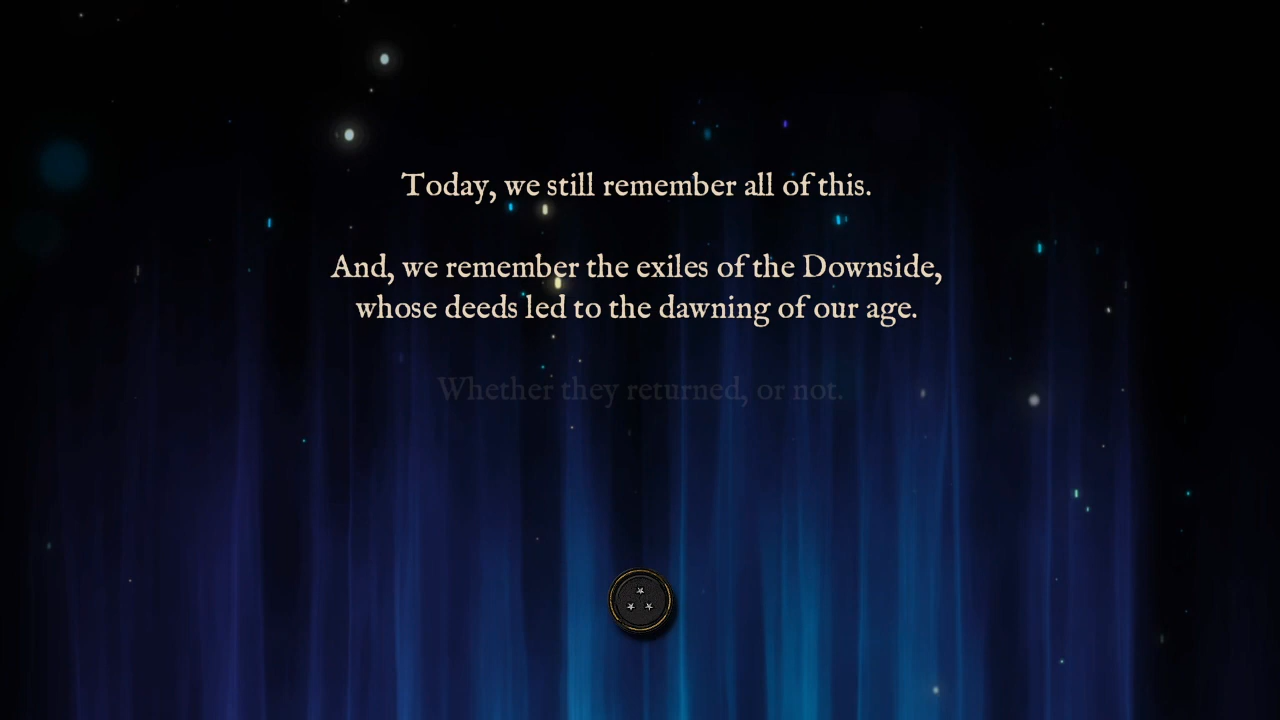 Today, we still remember all of this.
And, we remember the exiles of the Downside,
whose deeds led to the dawning of our age.
Whether they returned, or not.